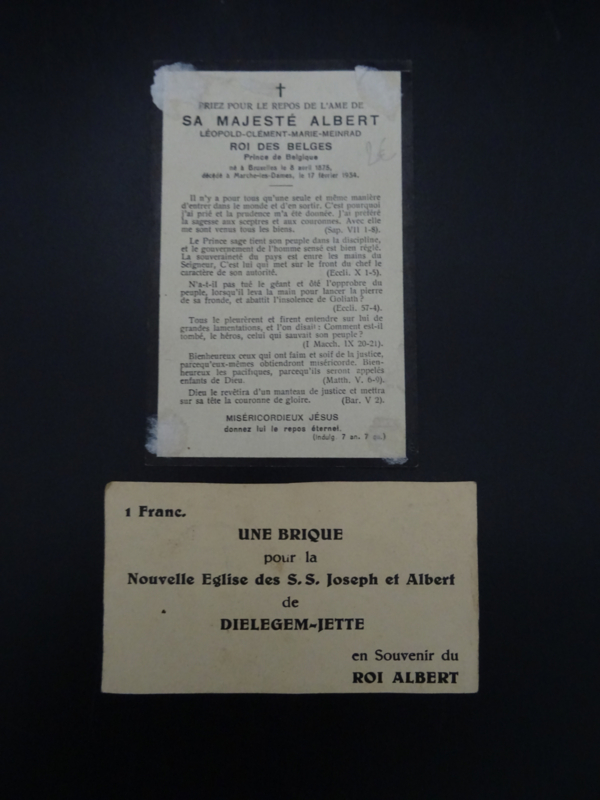 PRIEZ POUR LE REPOS DE L'AME DE
SA MAJESTÉ ALBERT
LÉOPOLD-CLÉMENT-MARIE-MEINRAD
ROI DES BELGES
Prince de Belgique
né à Bruxelles le 8 avril 1875,
décédé à Marche-les-Dames, le 17 février 1934.
Il n'y a pour tous qu'une seule et même manière
d'entrer dans le monde et d'en sortir. C'est pourquoi
j'ai prié et la prudence m'a été donnée. J'ai préféré
la sagesse aux sceptres et aux couronnes. Avec elle
me sont venus tous les biens. (Sap. VII 1-8).
Le Prince sage tient son peuple dans la discipline,
et le gouvernement de l'homme sensé est bien réglé.
La souveraineté du pays est entre les mains du
Seigneur, C'est lui qui met sur le front du chef le
caractère de son autorité. (Eccli. X 1-5).
N'a-t-il pas tué le géant et ôté l'opprobre du
peuple, lorsqu'il leva la main pour lancer la pierre
de sa fronde, et abattit l'insolence de Goliath?
(Eccli. 57-4).
Tous le pleurèrent et firent entendre sur lui de
grandes lamentations, et l'on disait : Comment est-il
tombé, le héros, celui qui sauvait son peuple?
(I Macch. IX 20-21).
Bienheureux ceux qui ont faim et soif de la justice,
parcequ'eux-mêmes obtiendront miséricorde. Bien-
heureux les pacifiques, parcequ'ils seront appelés
enfants de Dieu. (Matth. V. 6-9).
Dieu le revêtira d'un manteau de justice et mettra
sur sa tête la couronne de gloire. (Bar. V 2).
MISÉRICORDIEUX JÉSUS
donnez lui le repos éternel.
(Indulg. 7 an. 7 qu.)
1 Franc.
UNE BRIQUE
pour la
Nouvelle Eglise des S.S. Joseph et Albert
de
DIELEGEM-JETTE
en Souvenir du
ROI ALBERT